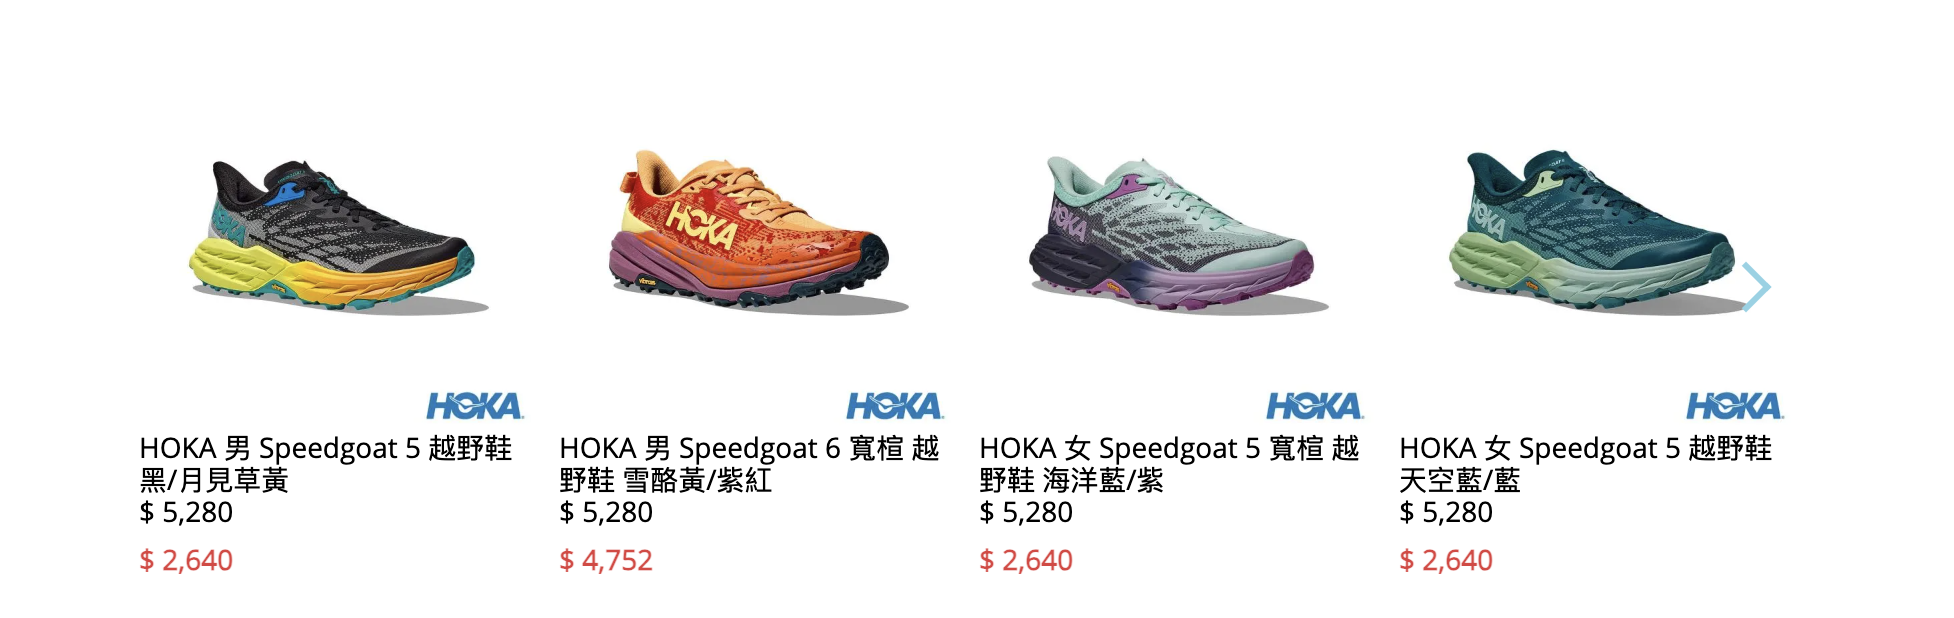 HOKA
HOKA 男 Speedgoat 5 越野鞋
黑/月見草黃
$ 5,280
$ 2,640
HOKA
HOKA
HOKA 男 Speedgoat 6 寬楦 越
野鞋 雪酪黃/紫紅
$ 5,280
$ 4,752
HOKA
HOKA
HOKA 女 Speedgoat 5 寬楦 越
野鞋 海洋藍/紫
$ 5,280
$ 2,640
HOKA
HOKA
HOKA 女 Speedgoat 5 越野鞋
天空藍/藍
$ 5,280
$ 2,640